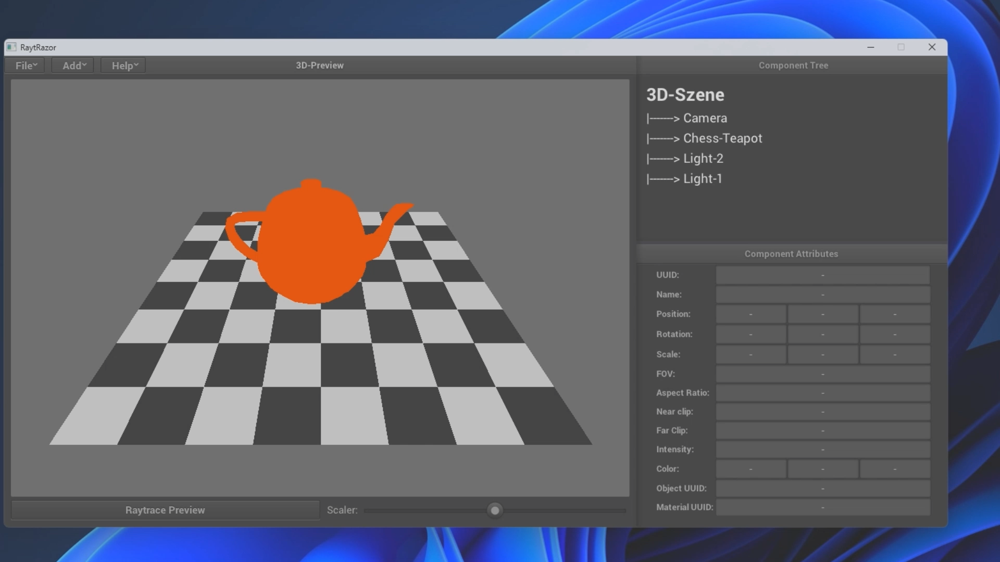 RaytRazor
File Add Help 3D-Preview Component Tree
3D-Szene
|------> Camera
|------> Chess-Teapot
|------> Light-2
|------> Light-1
Component Attributes
UUID: -
Name: -
Position: - - -
Rotation: - - -
Scale: - - -
FOV: -
Aspect Ratio: -
Near clip: -
Far Clip: -
Intensity: -
Color: - - -
Object UUID: -
Material UUID: -
Raytrace Preview Scaler: